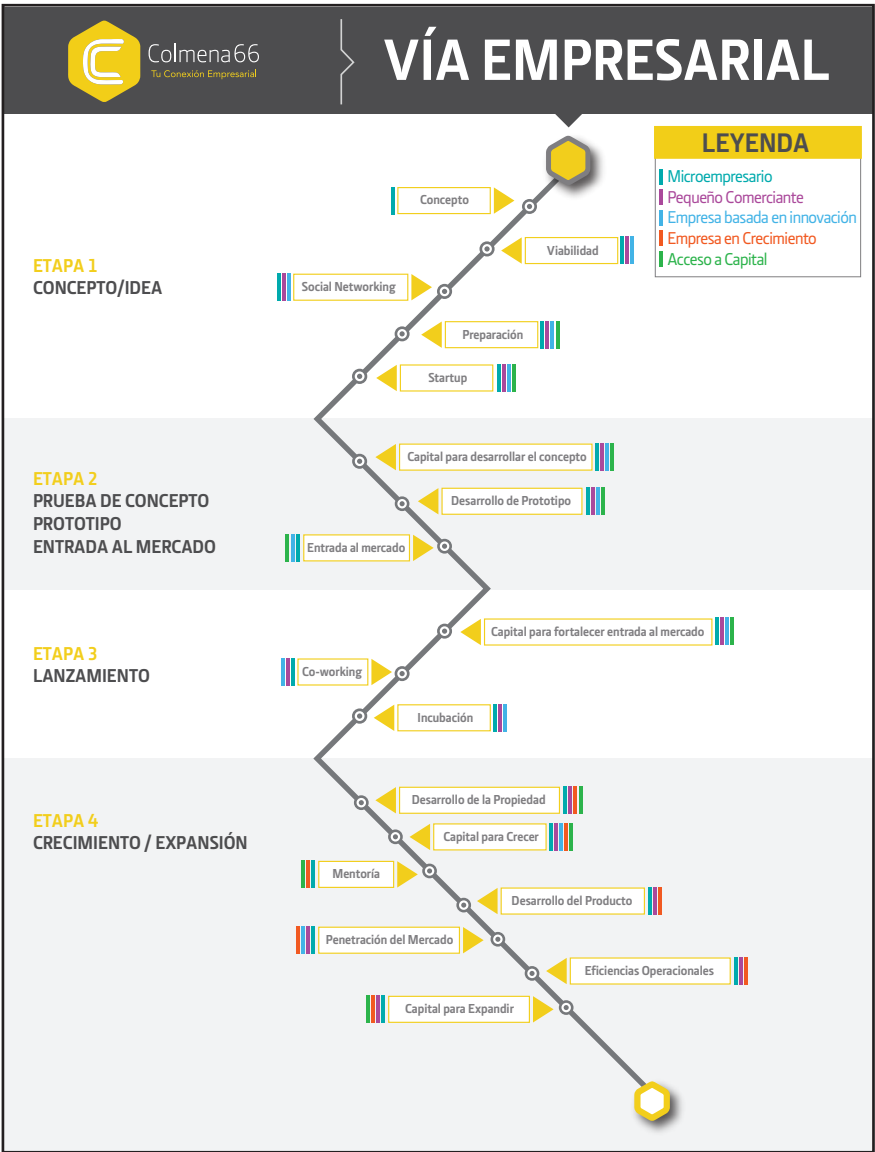 Colmena66
Tu Conexión Empresarial
VÍA EMPRESARIAL
LEYENDA
Microempresario
Pequeño Comerciante
Empresa basada en innovación
Empresa en Crecimiento
Acceso a Capital
ETAPA 1
CONCEPTO/IDEA
Concepto
Viabilidad
Social Networking
Preparación
Startup
ETAPA 2
PRUEBA DE CONCEPTO
PROTOTIPO
ENTRADA AL MERCADO
Capital para desarrollar el concepto
Desarrollo de Prototipo
Entrada al mercado
ETAPA 3
LANZAMIENTO
Capital para fortalecer entrada al mercado
Co-working
Incubación
ETAPA 4
CRECIMIENTO / EXPANSIÓN
Desarrollo de la Propiedad
Capital para Crecer
Mentoría
Desarrollo del Producto
Penetración del Mercado
Eficiencias Operacionales
Capital para Expandir